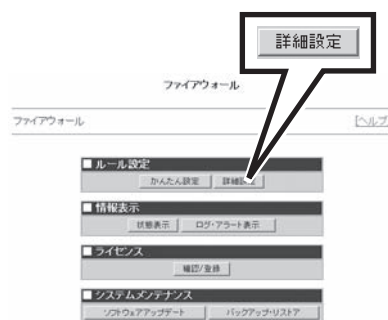 詳細設定
ファイアウォール
ファイアウォール [ヘルプ
■ ルール設定
かんたん設定 詳細設定
■ 情報表示
状態表示 ログ・アラート表示
■ ライセンス
確認/登録
■ システムメンテナンス
ソフトウェアアップデート バックアップ・リストア